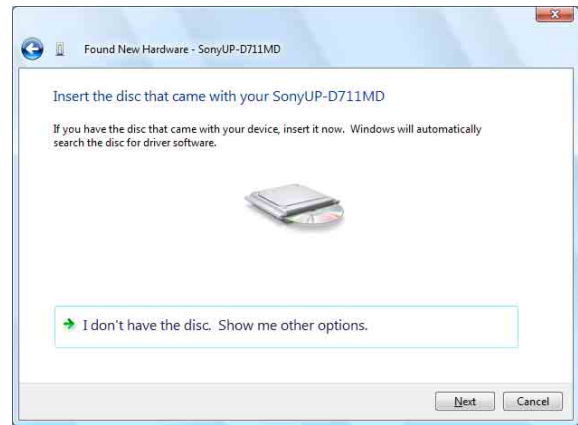 Found New Hardware - SonyUP-D711MD
Insert the disc that came with your SonyUP-D711MD
If you have the disc that came with your device, insert it now. Windows will automatically
search the disc for driver software.
I don't have the disc. Show me other options.
Next Cancel